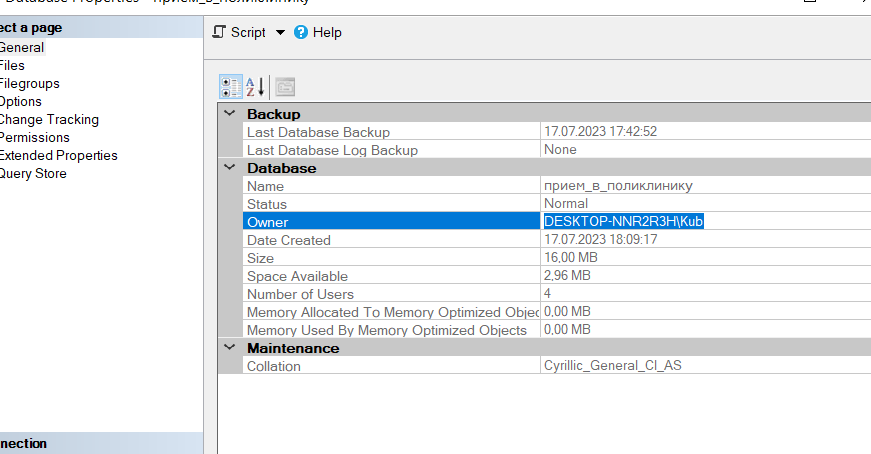 Database Properties - прием_в_поликлинику
ect a page
General
Files
Filegroups
Options
Change Tracking
Permissions
Extended Properties
Query Store
nnection
Script Help
Backup
Last Database Backup 17.07.2023 17:42:52
Last Database Log Backup None
Database
Name прием_в_поликлинику
Status Normal
Owner DESKTOP-NNR2R3H\Kub
Date Created 17.07.2023 18:09:17
Size 16,00 MB
Space Available 2,96 MB
Number of Users 4
Memory Allocated To Memory Optimized Objec 0,00 MB
Memory Used By Memory Optimized Objects 0,00 MB
Maintenance
Collation Cyrillic_General_CI_AS